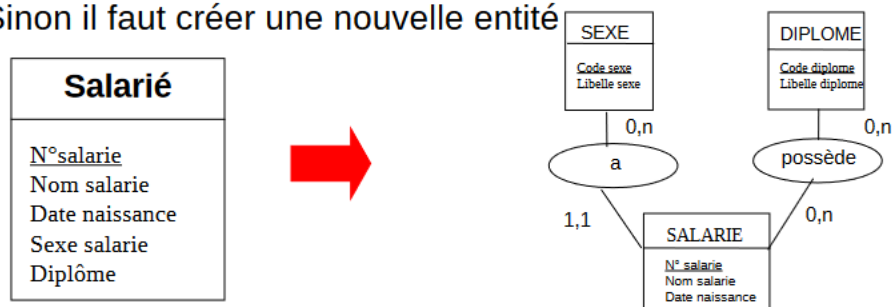 Sinon il faut créer une nouvelle entité
Salarié
N°salarie
Nom salarie
Date naissance
Sexe salarie
Diplôme
SEXE
Code sexe
Libelle sexe
DIPLOME
Code diplome
Libelle diplome
0,n
0,n
a
possède
1,1
0,n
SALARIE
N° salarie
Nom salarie
Date naissance